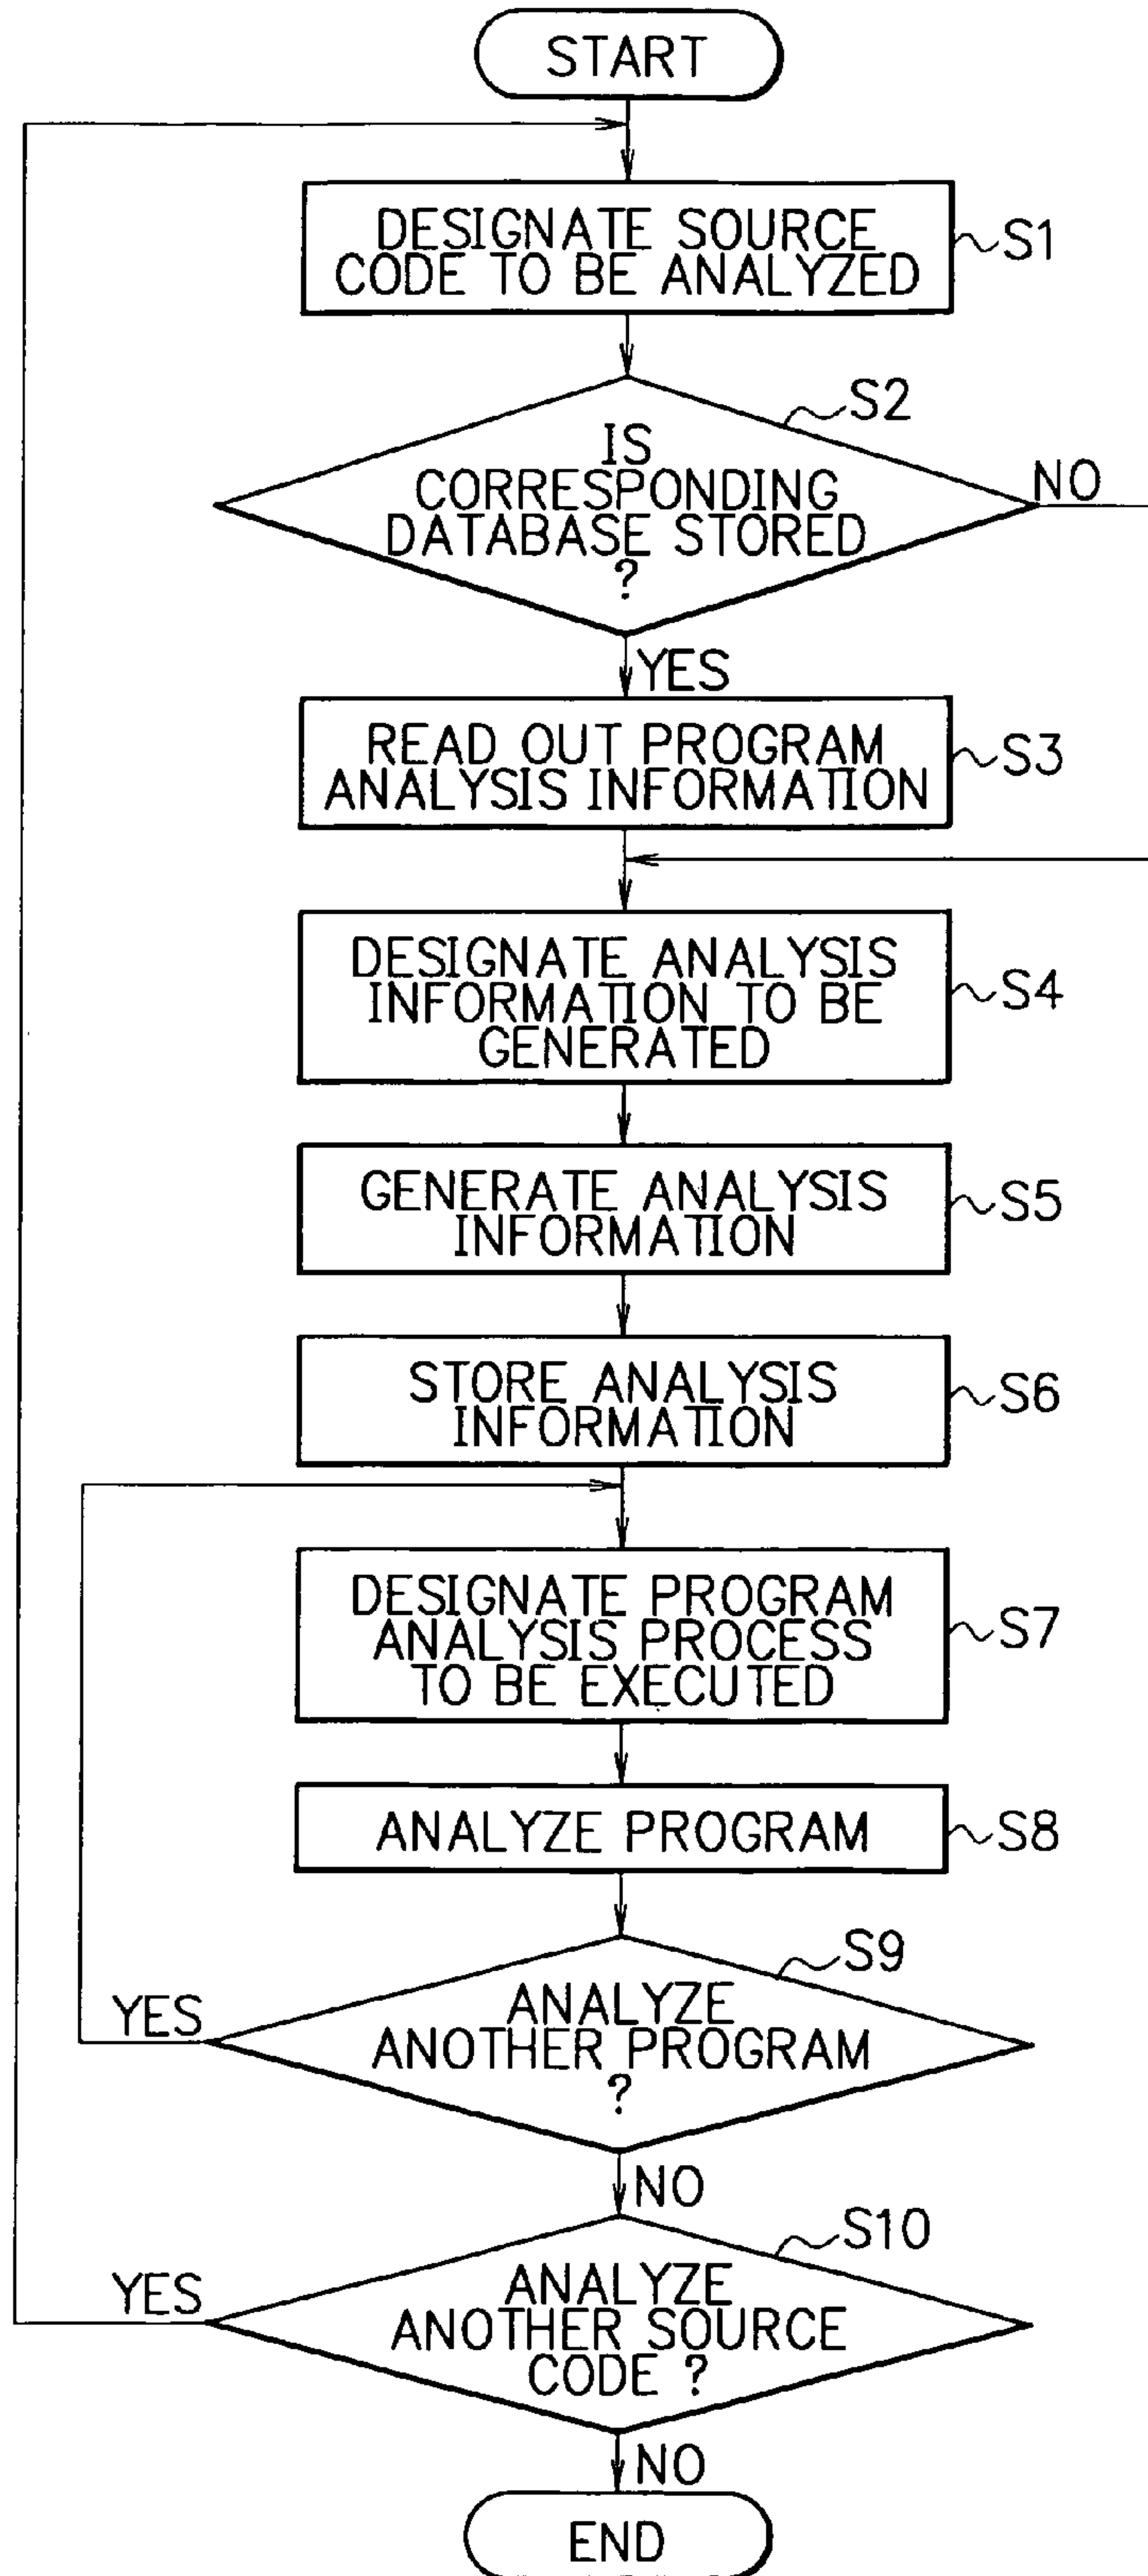 START
DESIGNATE SOURCE
CODE TO BE ANALYZED
S1
S2
IS
CORRESPONDING
DATABASE STORED
?
NO
YES
READ OUT PROGRAM
ANALYSIS INFORMATION
S3
DESIGNATE ANALYSIS
INFORMATION TO BE
GENERATED
S4
GENERATE ANALYSIS
INFORMATION
S5
STORE ANALYSIS
INFORMATION
S6
DESIGNATE PROGRAM
ANALYSIS PROCESS
TO BE EXECUTED
S7
ANALYZE PROGRAM
S8
S9
ANALYZE
ANOTHER PROGRAM
?
YES
NO
S10
ANALYZE
ANOTHER SOURCE
CODE ?
YES
NO
END